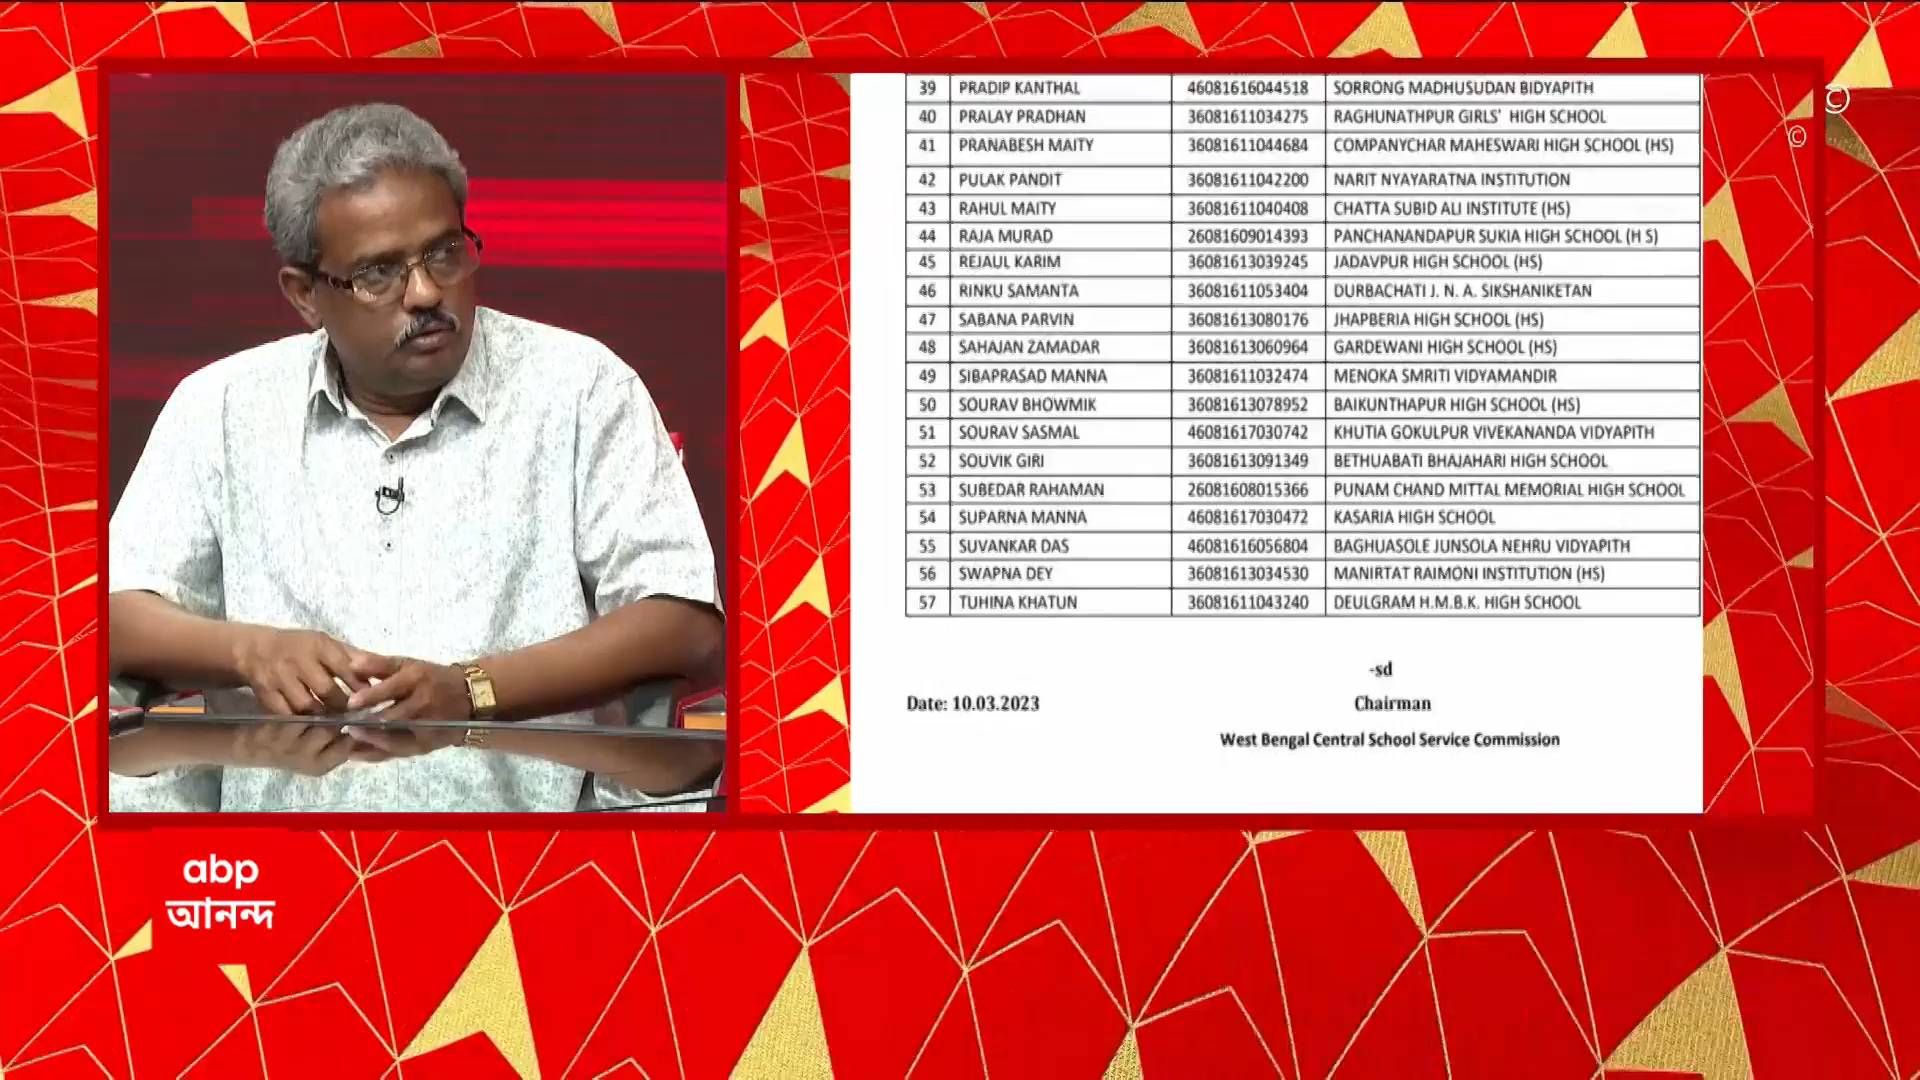 39 PRADIP KANTHAL 46081616044518 SORRONG MADHUSUDAN BIDYAPITH
40 PRALAY PRADHAN 36081611034275 RAGHUNATHPUR GIRLS' HIGH SCHOOL
41 PRANABESH MAITY 36081611044684 COMPANYCHAR MAHESWARI HIGH SCHOOL (HS)
42 PULAK PANDIT 36081611042200 NARIT NYAYARATNA INSTITUTION
43 RAHUL MAITY 36081611040408 CHATTA SUBID ALI INSTITUTE (HS)
44 RAJA MURAD 26081609014393 PANCHANANDAPUR SUKIA HIGH SCHOOL (H S)
45 REJAUL KARIM 36081613039245 JADAVPUR HIGH SCHOOL (HS)
46 RINKU SAMANTA 36081611053404 DURBACHATI J. N. A. SIKSHANIKETAN
47 SABANA PARVIN 36081613080176 JHAPBERIA HIGH SCHOOL (HS)
48 SAHAJAN ZAMADAR 36081613060964 GARDEWANI HIGH SCHOOL (HS)
49 SIBAPRASAD MANNA 36081611032474 MENOKA SMRITI VIDYAMANDIR
50 SOURAV BHOWMIK 36081613078952 BAIKUNTHAPUR HIGH SCHOOL (HS)
51 SOURAV SASMAL 46081617030742 KHUTIA GOKULPUR VIVEKANANDA VIDYAPITH
52 SOUVIK GIRI 36081613091349 BETHUABATI BHAJAHARI HIGH SCHOOL
53 SUBEDAR RAHAMAN 26081608015366 PUNAM CHAND MITTAL MEMORIAL HIGH SCHOOL
54 SUPARNA MANNA 46081617030472 KASARIA HIGH SCHOOL
55 SUVANKAR DAS 46081616056804 BAGHUASOLE JUNSOLA NEHRU VIDYAPITH
56 SWAPNA DEY 36081613034530 MANIRTAT RAIMONI INSTITUTION (HS)
57 TUHINA KHATUN 36081611043240 DEULGRAM H.M.B.K. HIGH SCHOOL
-sd
Date: 10.03.2023 Chairman
West Bengal Central School Service Commission
©
©
abp
আনন্দ